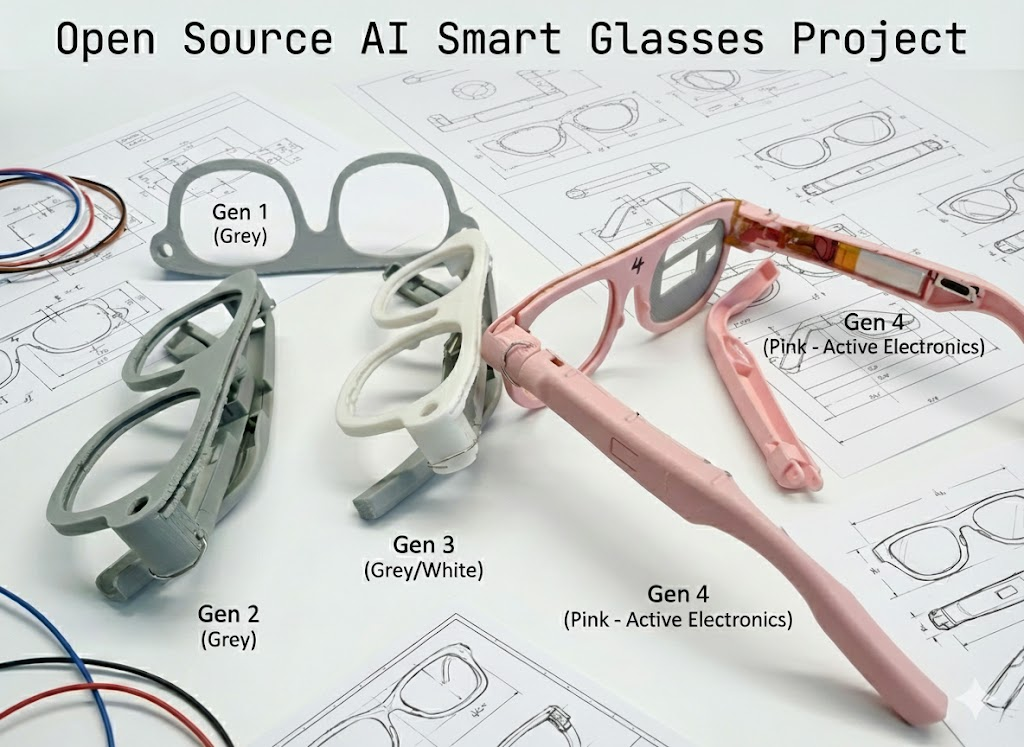 Open Source AI Smart Glasses Project
Gen 1
(Grey)
4
Gen 4
(Pink - Active Electronics)
Gen 3
(Grey/White)
Gen 2
(Grey)
Gen 4
(Pink - Active Electronics)